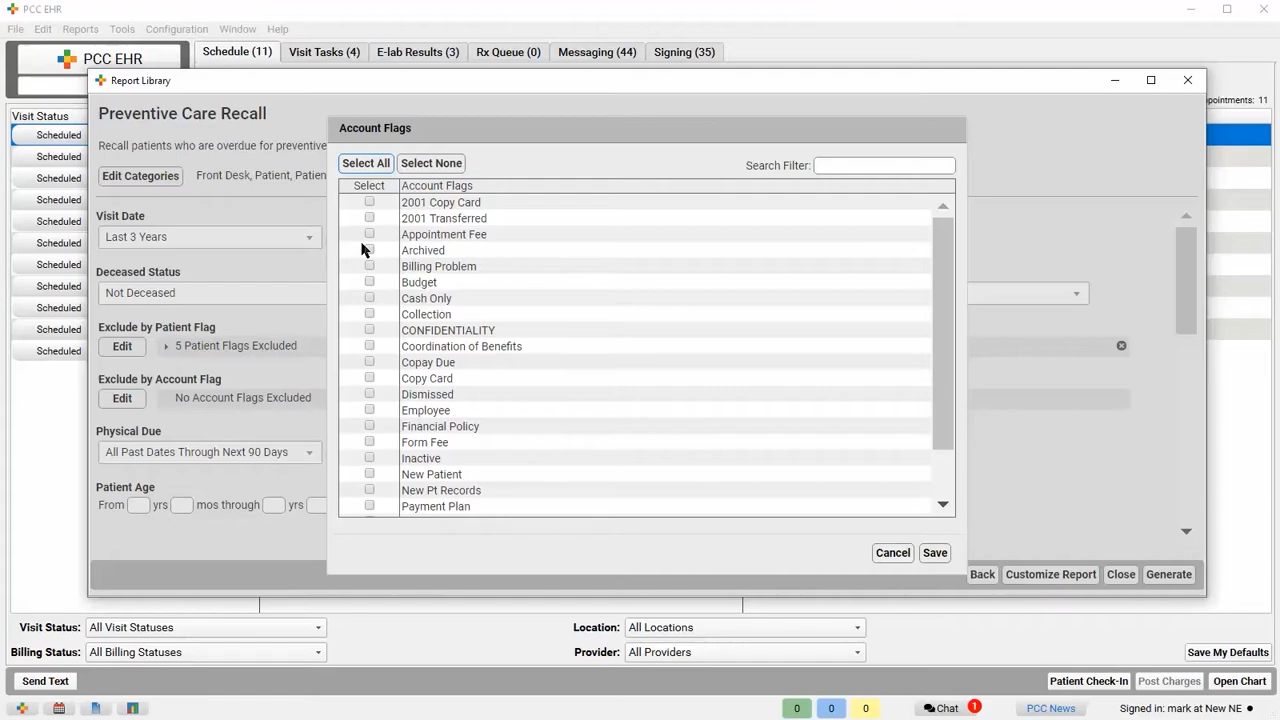 PCC EHR
File Edit Reports Tools Configuration Window Help
PCC EHR
Schedule (11) Visit Tasks (4) E-lab Results (3) Rx Queue (0) Messaging (44) Signing (35)
Report Library
Visit Status
Scheduled
Scheduled
Scheduled
Scheduled
Scheduled
Scheduled
Scheduled
Scheduled
Scheduled
Scheduled
Scheduled
Preventive Care Recall
Recall patients who are overdue for preventive
Edit Categories Front Desk, Patient, Patien
Visit Date
Last 3 Years
Deceased Status
Not Deceased
Exclude by Patient Flag
Edit 5 Patient Flags Excluded
Exclude by Account Flag
Edit No Account Flags Excluded
Physical Due
All Past Dates Through Next 90 Days
Patient Age
From yrs mos through yrs
Account Flags
Select All Select None Search Filter:
Select Account Flags
2001 Copy Card
2001 Transferred
Appointment Fee
Archived
Billing Problem
Budget
Cash Only
Collection
CONFIDENTIALITY
Coordination of Benefits
Copay Due
Copy Card
Dismissed
Employee
Financial Policy
Form Fee
Inactive
New Patient
New Pt Records
Payment Plan
Cancel Save
pointments: 11
Back Customize Report Close Generate
Visit Status: All Visit Statuses Location: All Locations
Billing Status: All Billing Statuses Provider: All Providers Save My Defaults
Send Text Patient Check-In Post Charges Open Chart
0 0 0 Chat 1 PCC News Signed in: mark at New NE